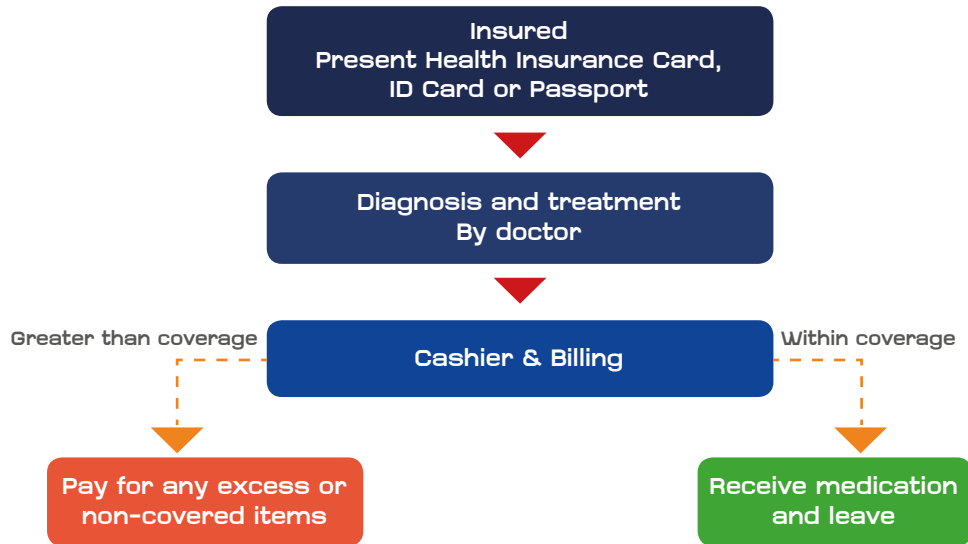 Insured
Present Health Insurance Card,
ID Card or Passport
Diagnosis and treatment
By doctor
Greater than coverage
Cashier & Billing
Within coverage
Pay for any excess or
non-covered items
Receive medication
and leave